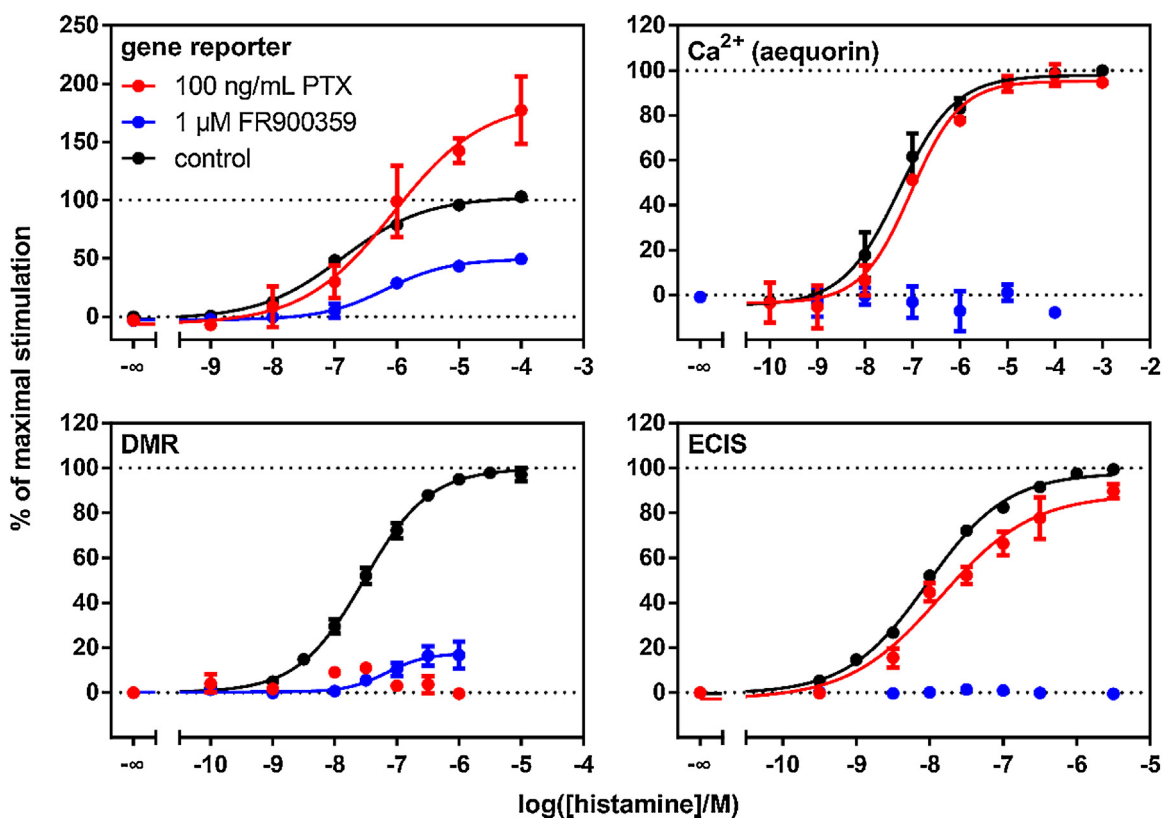 % of maximal stimulation
gene reporter
100 ng/mL PTX
1 µM FR900359
control
250
200
150
100
50
0
-∞ -9 -8 -7 -6 -5 -4 -3
Ca2+ (aequorin)
120
100
80
60
40
20
0
-∞ -10 -9 -8 -7 -6 -5 -4 -3 -2
DMR
120
100
80
60
40
20
0
-∞ -10 -9 -8 -7 -6 -5 -4
ECIS
120
100
80
60
40
20
0
-∞ -10 -9 -8 -7 -6 -5
log([histamine]/M)